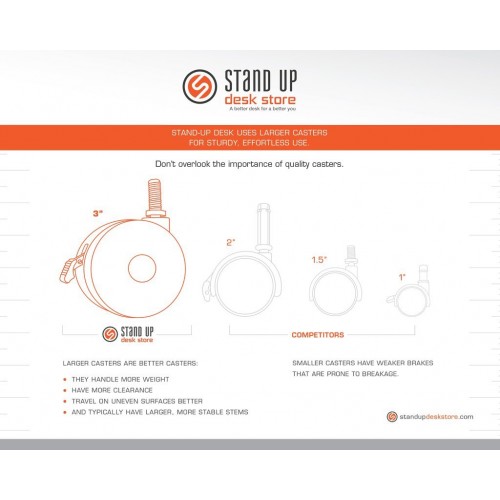 STAND UP
desk store
A better desk for a better you
STAND-UP DESK USES LARGER CASTERS
FOR STURDY, EFFORTLESS USE.
Don't overlook the importance of quality casters.
3"
2"
1.5"
1"
STAND UP
desk store
COMPETITORS
LARGER CASTERS ARE BETTER CASTERS:
• THEY HANDLE MORE WEIGHT
• HAVE MORE CLEARANCE
• TRAVEL ON UNEVEN SURFACES BETTER
• AND TYPICALLY HAVE LARGER, MORE STABLE STEMS
SMALLER CASTERS HAVE WEAKER BRAKES
THAT ARE PRONE TO BREAKAGE.
standupdeskstore.com